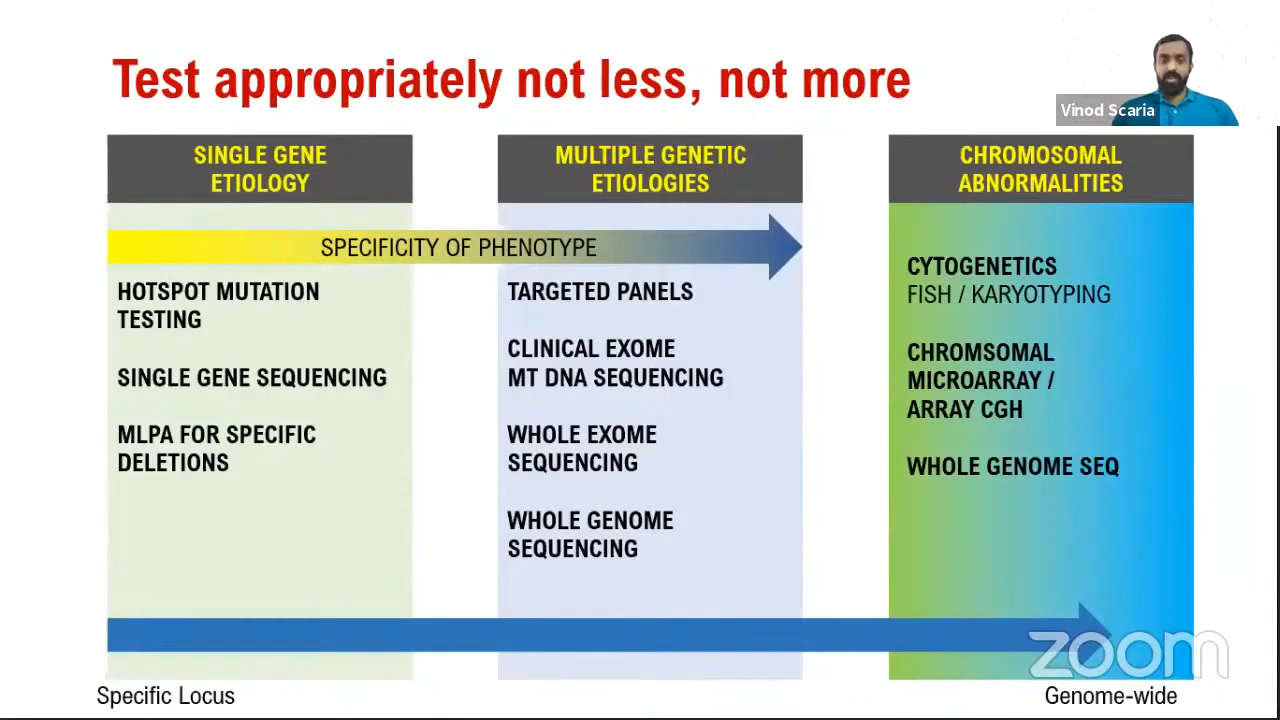 Test appropriately not less, not more
Vinod Scaria
SINGLE GENE
ETIOLOGY
MULTIPLE GENETIC
ETIOLOGIES
CHROMOSOMAL
ABNORMALITIES
SPECIFICITY OF PHENOTYPE
HOTSPOT MUTATION
TESTING
SINGLE GENE SEQUENCING
MLPA FOR SPECIFIC
DELETIONS
TARGETED PANELS
CLINICAL EXOME
MT DNA SEQUENCING
WHOLE EXOME
SEQUENCING
WHOLE GENOME
SEQUENCING
CYTOGENETICS
FISH / KARYOTYPING
CHROMSOMAL
MICROARRAY /
ARRAY CGH
WHOLE GENOME SEQ
zoom
Specific Locus
Genome-wide